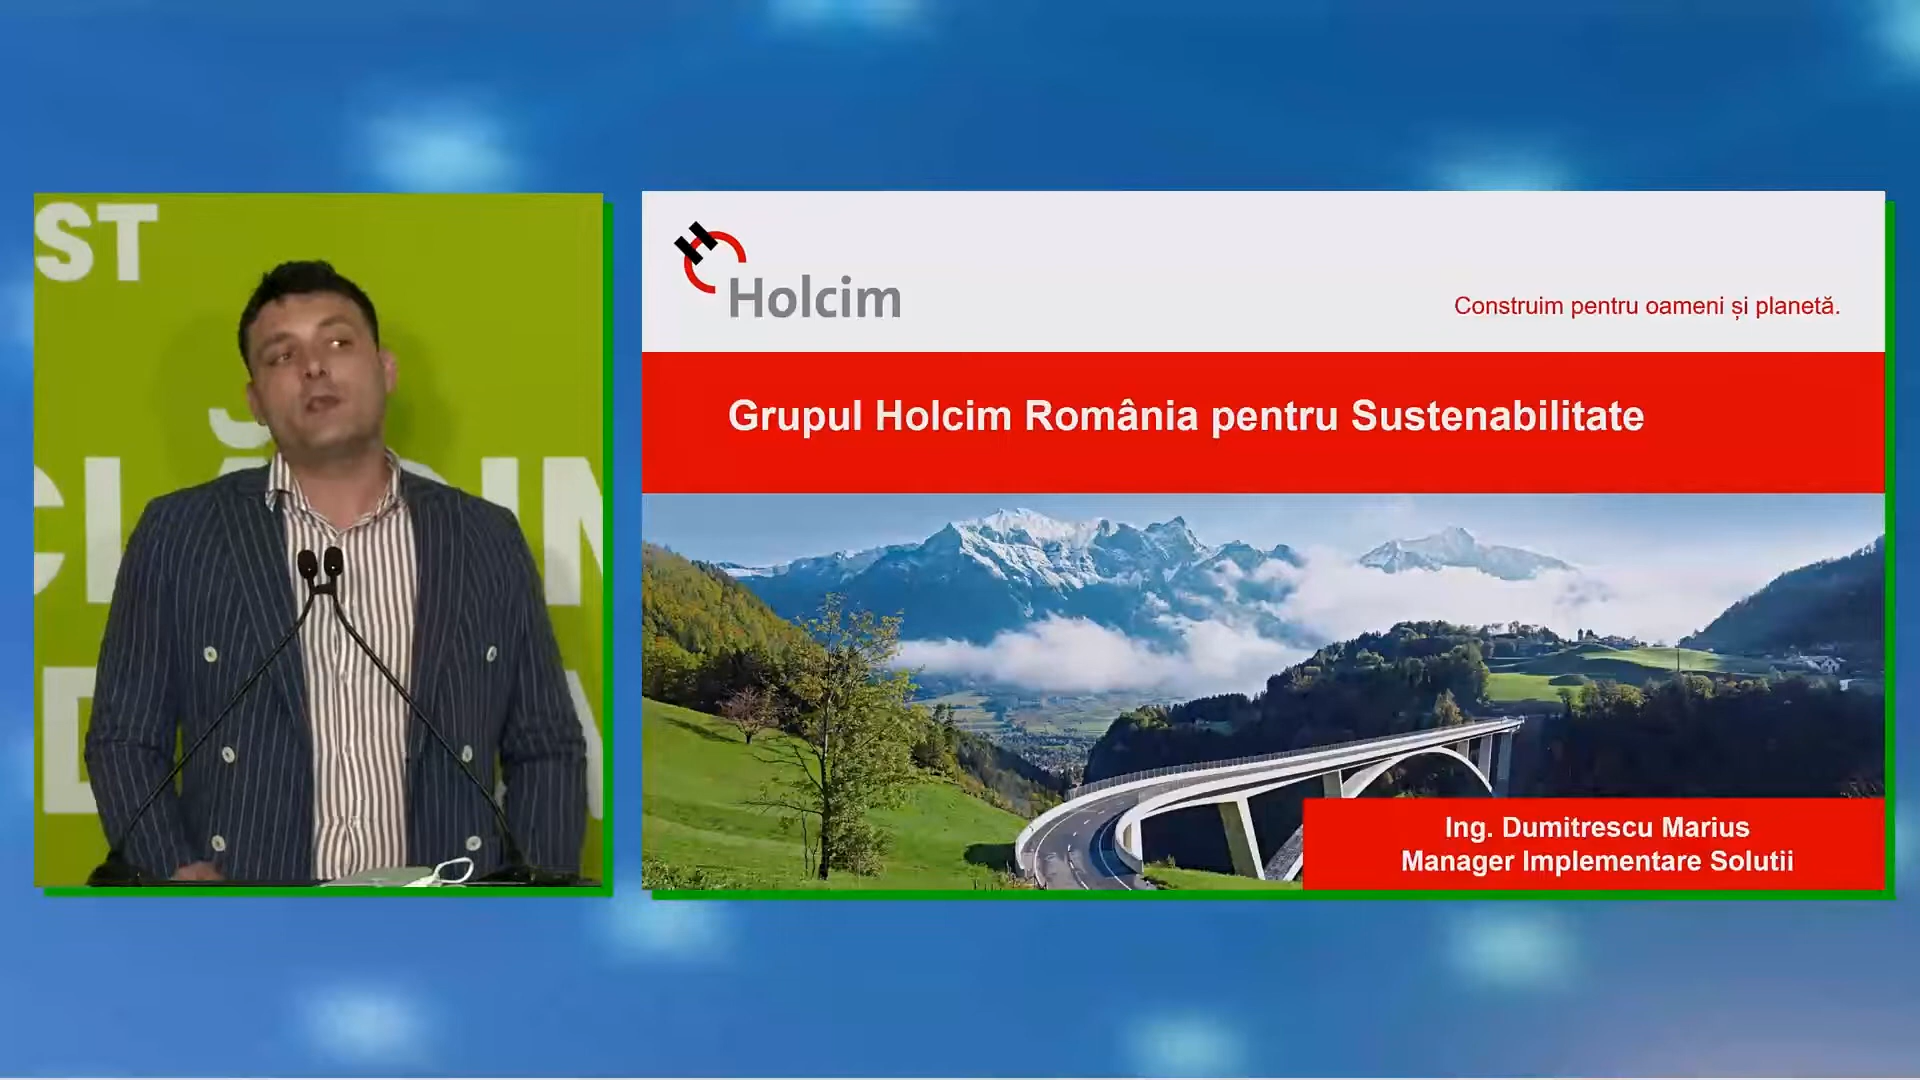 ST
Holcim
Construim pentru oameni și planetă.
Grupul Holcim România pentru Sustenabilitate
Ing. Dumitrescu Marius
Manager Implementare Solutii